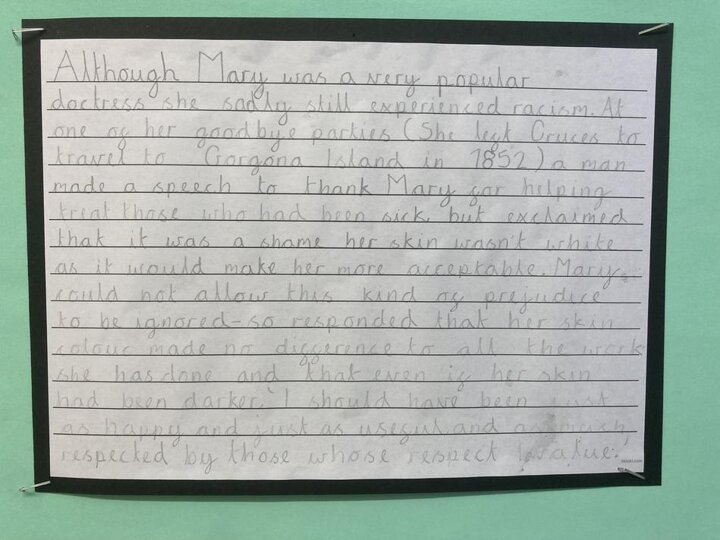 Although Mary was a very popular
doctress she sadly still experienced racism. At
one of her goodbye parties (She left Cruces to
travel to Gorgona Island in 1852) a man
made a speech to thank Mary for helping
treat those who had been sick, but exclaimed
that it was a shame her skin wasn't white
as it would make her more acceptable. Mary
could not allow this kind of prejudice
to be ignored-so responded that her skin
colour made no difference to all the work
she has done and that even if her skin
had been darker, I should have been just
as happy and just as useful and as much
respected by those whose respect I value.